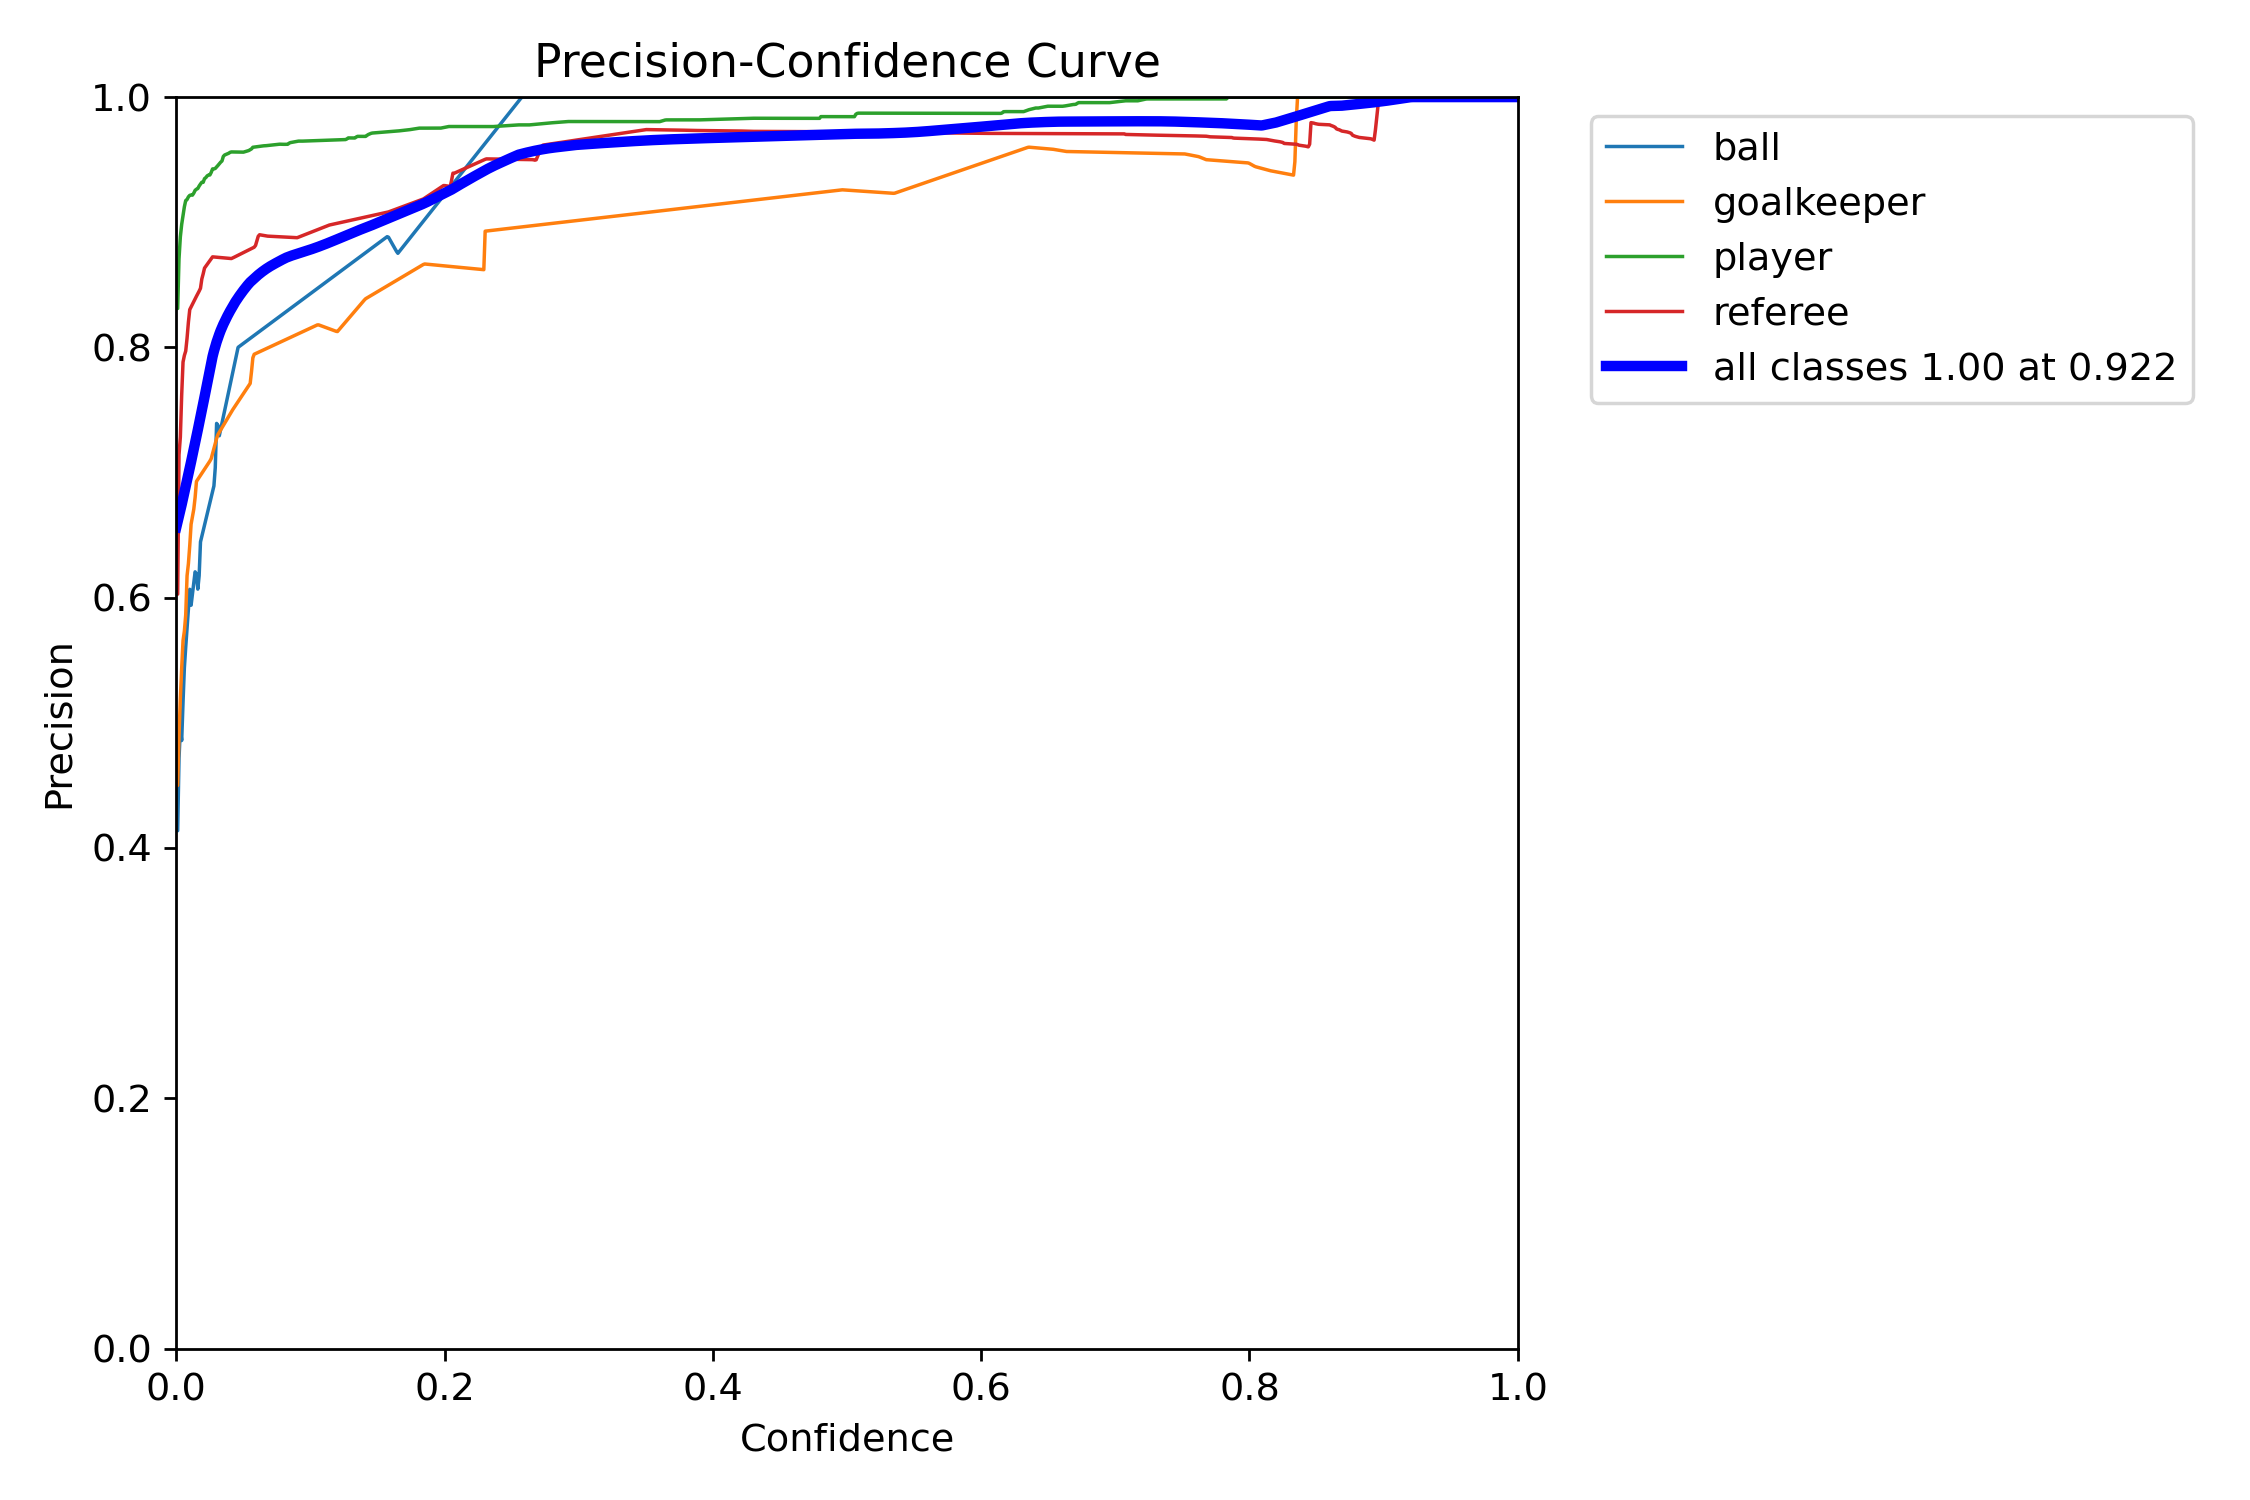 Precision-Confidence Curve
1.0
0.8
0.6
0.4
0.2
0.0
Precision
0.0 0.2 0.4 0.6 0.8 1.0
Confidence
ball
goalkeeper
player
referee
all classes 1.00 at 0.922